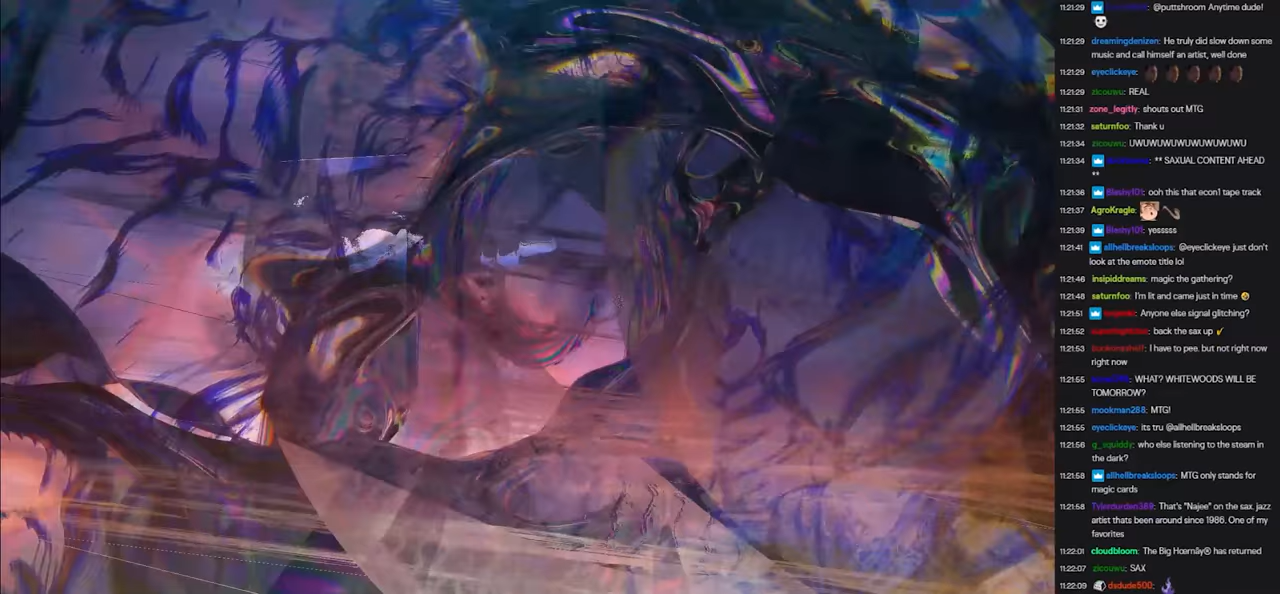 11:21:29 : @puttshroom Anytime dude!
11:21:29 dreamingdenizen: He truly did slow down some
music and call himself an artist, well done
11:21:29 eyeclickeye:
11:21:29 zicouwu: REAL
11:21:31 zone_legitly: shouts out MTG
11:21:32 saturnfoo: Thank u
11:21:34 zicouwu: UWUWUWUWUWUWUWUWU
11:21:34 : ** SAXUAL CONTENT AHEAD
**
11:21:36 Bleshy101: ooh this that econ1 tape track
11:21:37 AgroKragle:
11:21:39 Bleshy101: yesssss
11:21:41 allhellbreaksloops: @eyeclickeye just don't
look at the emote title lol
11:21:46 insipiddreams: magic the gathering?
11:21:48 saturnfoo: I'm lit and came just in time
11:21:51 : Anyone else signal glitching?
11:21:52 : back the sax up
11:21:53 : I have to pee. but not right now
right now
11:21:55 : WHAT? WHITEWOODS WILL BE
TOMORROW?
11:21:55 mookman288: MTG!
11:21:55 eyeclickeye: its tru @allhellbreaksloops
11:21:56 g_squiddy: who else listening to the steam in
the dark?
11:21:58 allhellbreaksloops: MTG only stands for
magic cards
11:21:58 Tylerdurden389: That's "Najee" on the sax. jazz
artist thats been around since 1986. One of my
favorites
11:22:01 cloudbloom: The Big Hœrnäy® has returned
11:22:07 zicouwu: SAX
11:22:09 dsdude500: